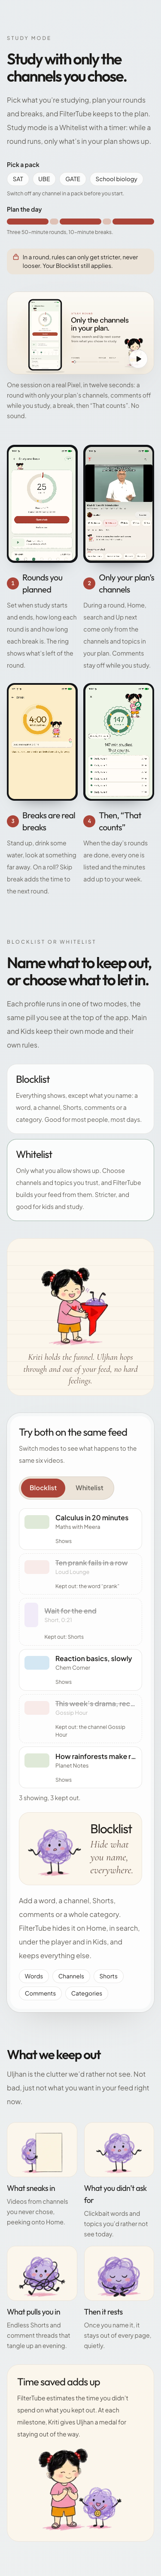 STUDY MODE
Study with only the
channels you chose.
Pick what you're studying, plan your rounds
and breaks, and FilterTube keeps to the plan.
Study mode is a Whitelist with a timer: while a
round runs, only what's in your plan shows up.
Pick a pack
SAT
UBC
GATE
School biology
Switch off any channel in a pack before you start.
Plan the day
Three 50-minute rounds, 10-minute breaks.
In a round, rules can only get stricter, never
looser. Your Blocklist still applies.
Only the channels
in your plan.
One session on a real Pixel, in twelve seconds: a
round with only your plan's channels, comments off
while you study, a break, then "That counts". No
sound.
25
1
Rounds you
planned
Set when study starts
and ends, how long each
round is and how long
each break is. The ring
shows what's left of the
round.
2
Only your plan's
channels
During a round, Home,
search and Up next
come only from the
channels and topics in
your plan. Comments
stay off while you study.
4:00
147
3
Breaks are real
breaks
Stand up, drink some
water, look at something
far away. On a roll? Skip
break adds the time to
the next round.
4
Then, "That
counts"
When the day's rounds
are done, every one is
listed and the minutes
add up to your week.
BLOCKLIST OR WHITELIST
Name what to keep out,
or choose what to let in.
Each profile runs in one of two modes, the
same pill you see at the top of the app. Main
and Kids keep their own mode and their
own rules.
Blocklist
Everything shows, except what you name: a
word, a channel, Shorts, comments or a
category. Good for most people, most days.
Whitelist
Only what you allow shows up. Choose
channels and topics you trust, and FilterTube
builds your feed from them. Stricter, and
good for kids and study.
Kriti holds the funnel. Uljhan hops
through and out of your feed, no hard
feelings.
Try both on the same feed
Switch modes to see what happens to the
same six videos.
Blocklist
Whitelist
Calculus in 20 minutes
Maths with Meera
Shows
Ten prank fails in a row
Loud Lounge
Kept out: the word "prank"
Wait for the end
Short, 0:21
Kept out: Shorts
Reaction basics, slowly
Chem Corner
Shows
This week's drama, rec…
Gossip Hour
Kept out: the channel Gossip
Hour
How rainforests make r…
Planet Notes
Shows
3 showing, 3 kept out.
Blocklist
Hide what
you name,
everywhere.
Add a word, a channel, Shorts,
comments or a whole category.
FilterTube hides it on Home, in search,
under the player and in Kids, and
keeps everything else.
Words
Channels
Shorts
Comments
Categories
What we keep out
Uljhan is the clutter we'd rather not see. Not
bad, just not what you want in your feed right
now.
What sneaks in
Videos from channels
you never chose,
peeking onto Home.
What you didn't ask
for
Clickbait words and
topics you'd rather not
see today.
What pulls you in
Endless Shorts and
comment threads that
tangle up an evening.
Then it rests
Once you name it, it
stays out of every page,
quietly.
Time saved adds up
FilterTube estimates the time you didn't
spend on what you kept out. At each
milestone, Kriti gives Uljhan a medal for
staying out of the way.